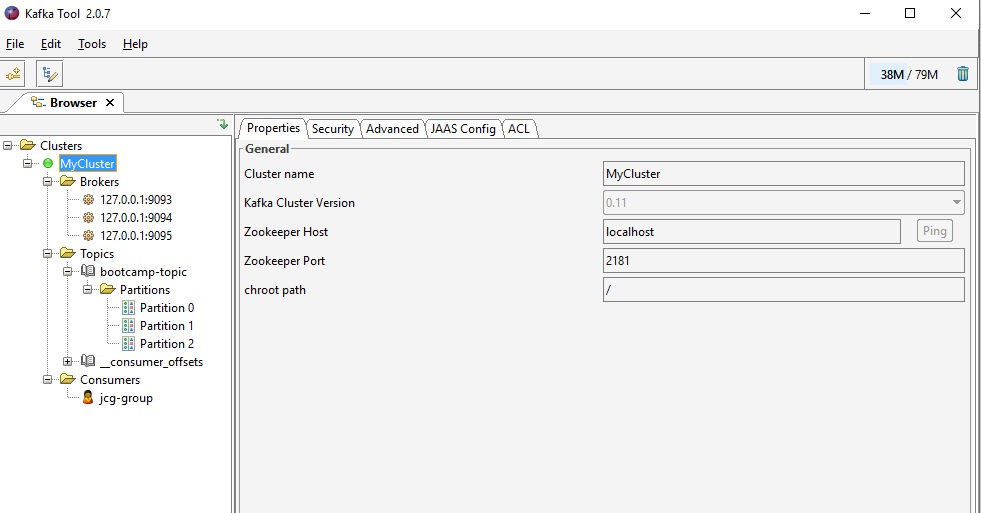 Kafka Tool 2.0.7
File Edit Tools Help
38M / 79M
Browser
Clusters
MyCluster
Brokers
127.0.0.1:9093
127.0.0.1:9094
127.0.0.1:9095
Topics
bootcamp-topic
Partitions
Partition 0
Partition 1
Partition 2
__consumer_offsets
Consumers
jcg-group
Properties Security Advanced JAAS Config ACL
General
Cluster name MyCluster
Kafka Cluster Version 0.11
Zookeeper Host localhost Ping
Zookeeper Port 2181
chroot path /